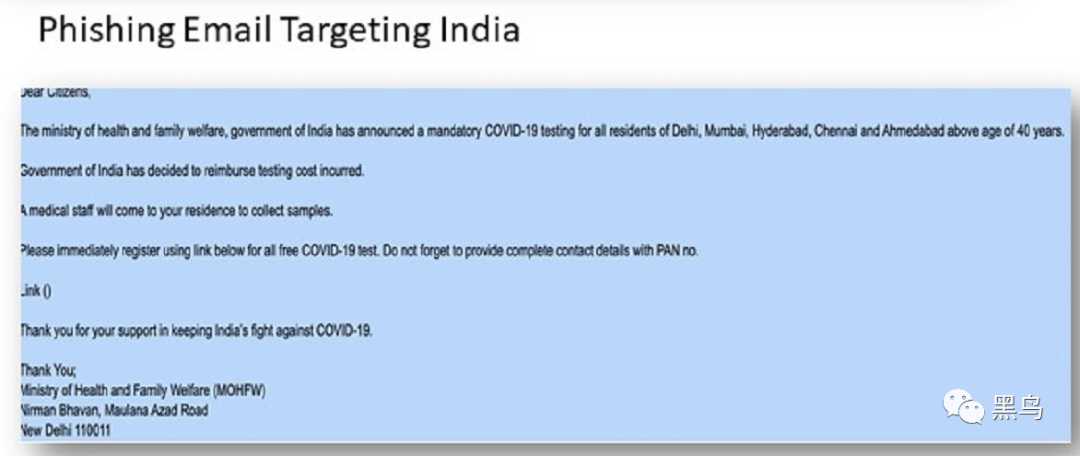 Phishing Email Targeting India
Dear Citizens,
The ministry of health and family welfare, government of India has announced a mandatory COVID-19 testing for all residents of Delhi, Mumbai, Hyderabad, Chennai and Ahmedabad above age of 40 years.
Government of India has decided to reimburse testing cost incurred.
A medical staff will come to your residence to collect samples.
Please immediately register using link below for all free COVID-19 test. Do not forget to provide complete contact details with PAN no.
Link ()
Thank you for your support in keeping India's fight against COVID-19.
Thank You;
Ministry of Health and Family Welfare (MOHFW)
Nirman Bhavan, Maulana Azad Road
New Delhi 110011
黑鸟